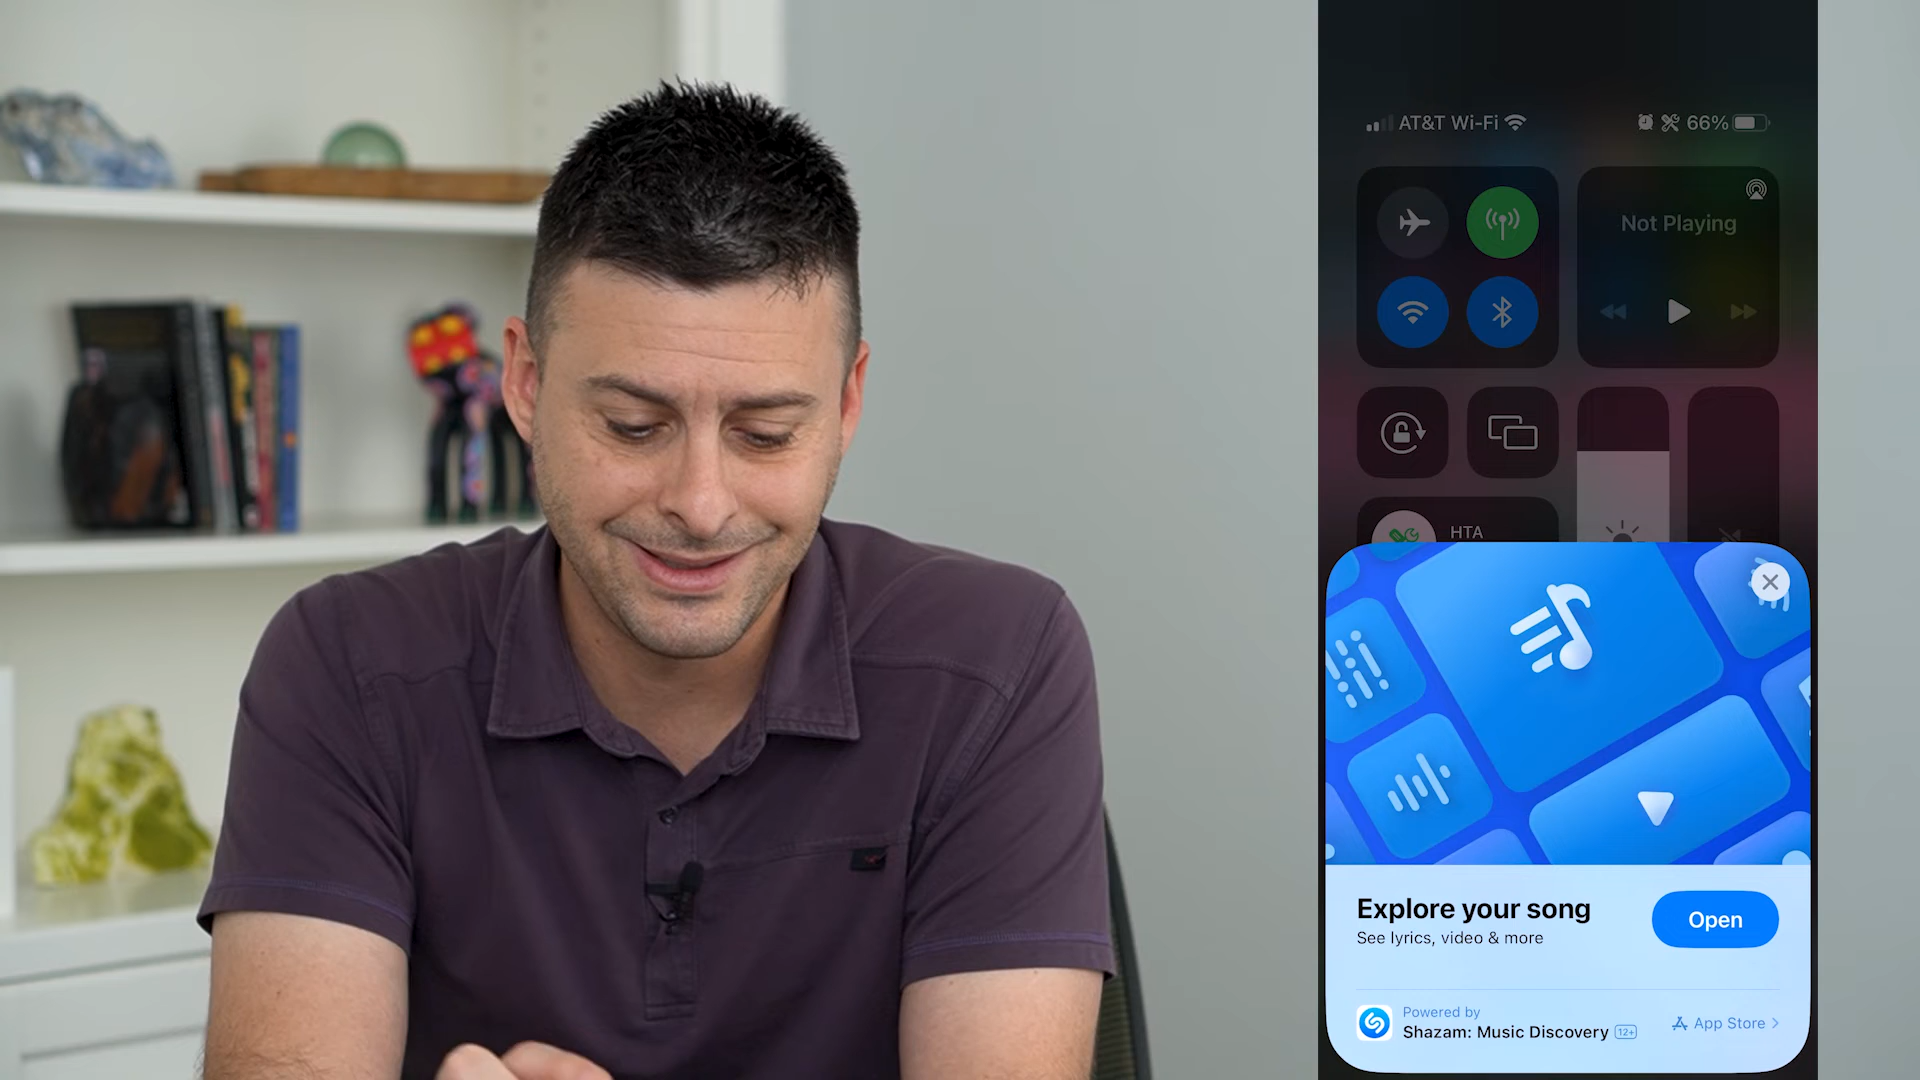 AT&T Wi-Fi 66%
Not Playing
HTA
Explore your song
See lyrics, video & more
Open
Powered by
Shazam: Music Discovery 12+
App Store